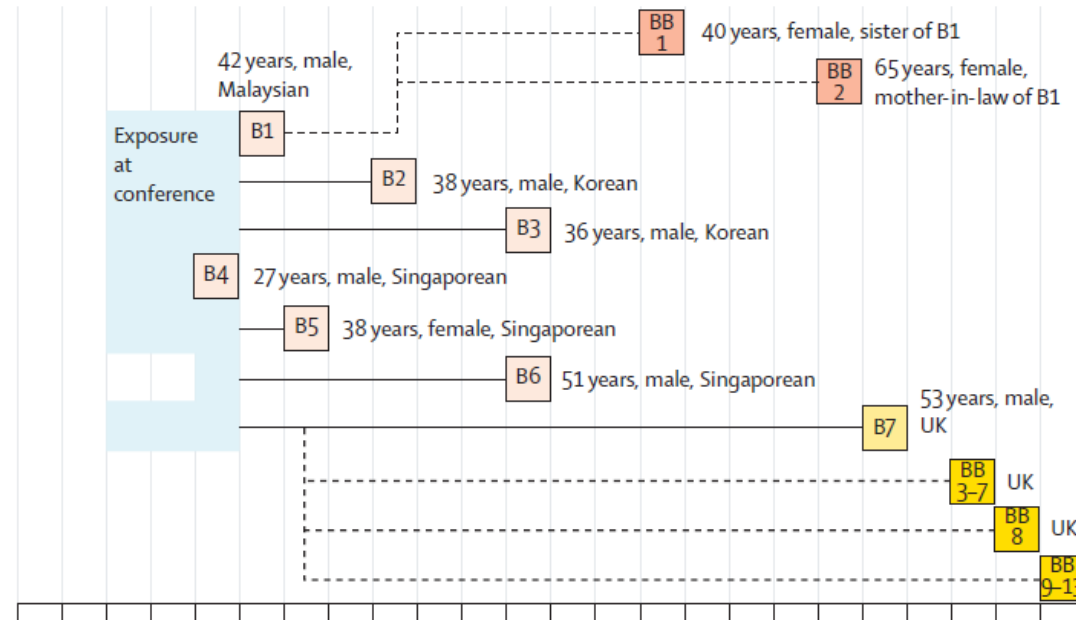 BB
1
40 years, female, sister of B1
42 years, male,
Malaysian
BB
2
65 years, female,
mother-in-law of B1
Exposure
at
conference
B1
B2
38 years, male, Korean
B3
36 years, male, Korean
B4
27 years, male, Singaporean
B5
38 years, female, Singaporean
B6
51 years, male, Singaporean
B7
53 years, male,
UK
BB
3–7
UK
BB
8
UK
BB